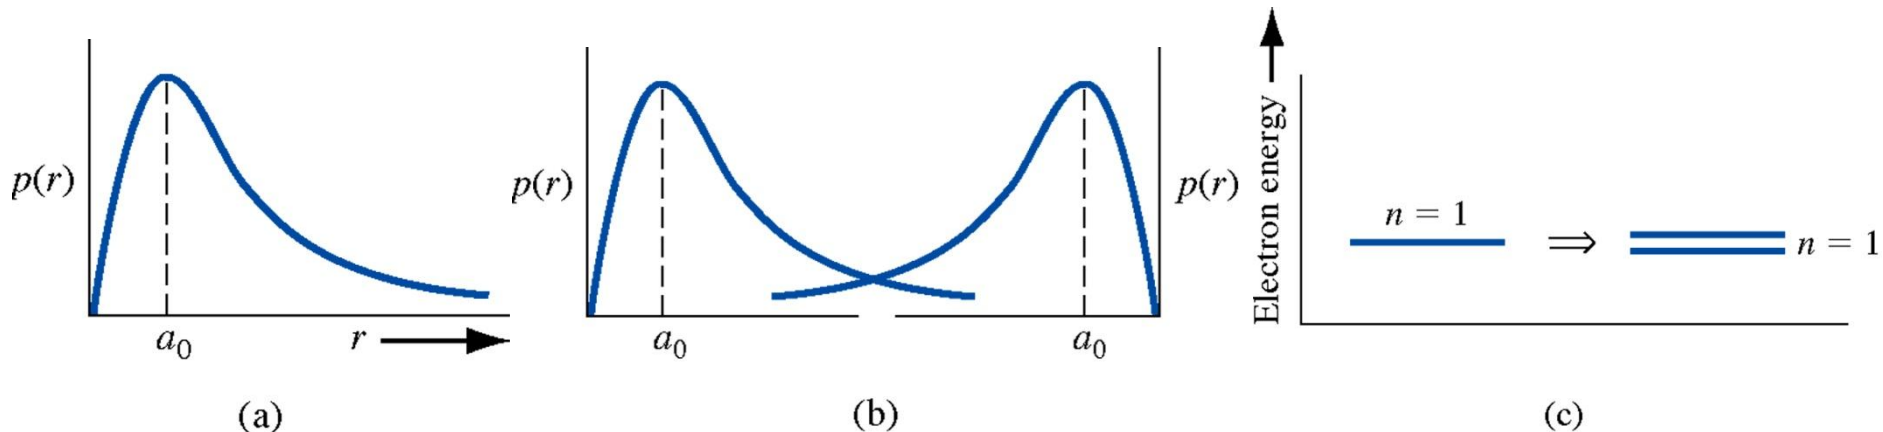 p(r)
a₀
r
(a)
p(r)
a₀
a₀
p(r)
(b)
Electron energy
n = 1
⇒
n = 1
(c)